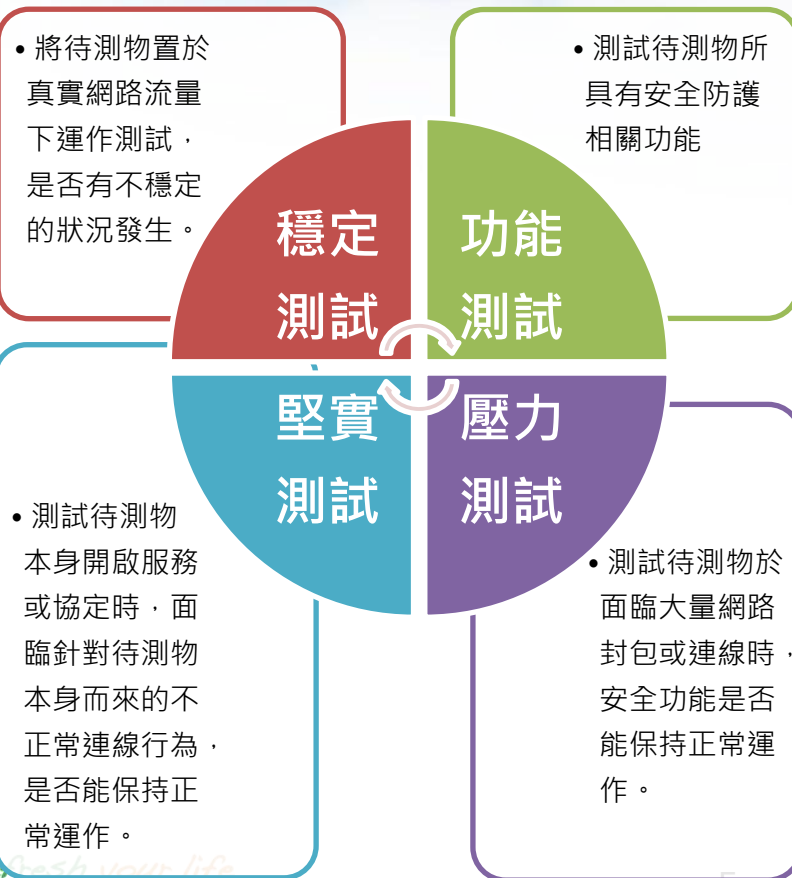 • 將待測物置於
真實網路流量
下運作測試，
是否有不穩定
的狀況發生。
• 測試待測物所
具有安全防護
相關功能
穩定
測試
功能
測試
堅實
測試
壓力
測試
• 測試待測物
本身開啟服務
或協定時，面
臨針對待測物
本身而來的不
正常連線行為，
是否能保持正
常運作。
• 測試待測物於
面臨大量網路
封包或連線時，
安全功能是否
能保持正常運
作。
fresh your life